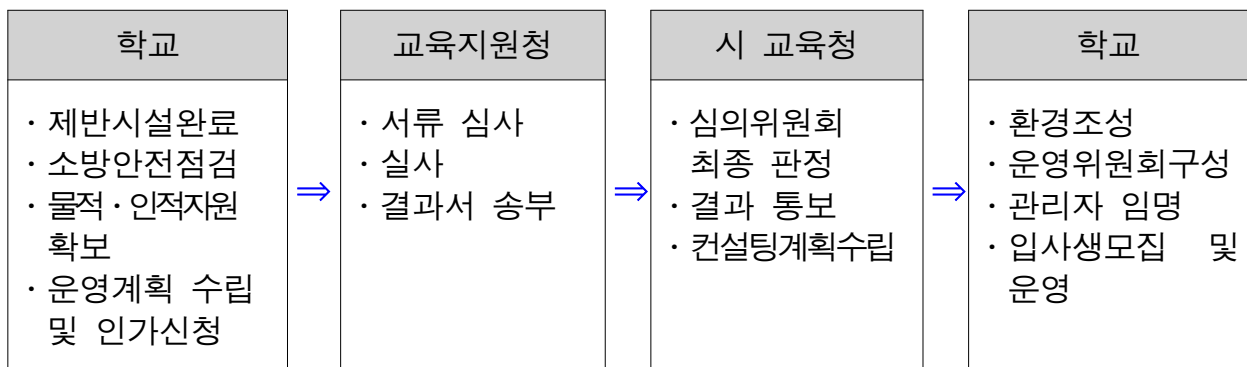 학교
· 제반시설완료
· 소방안전점검
· 물적·인적자원
확보
· 운영계획 수립
및 인가신청
⇒
교육지원청
· 서류 심사
· 실사
· 결과서 송부
⇒
시 교육청
· 심의위원회
최종 판정
· 결과 통보
· 컨설팅계획수립
⇒
학교
· 환경조성
· 운영위원회구성
· 관리자 임명
· 입사생모집 및
운영